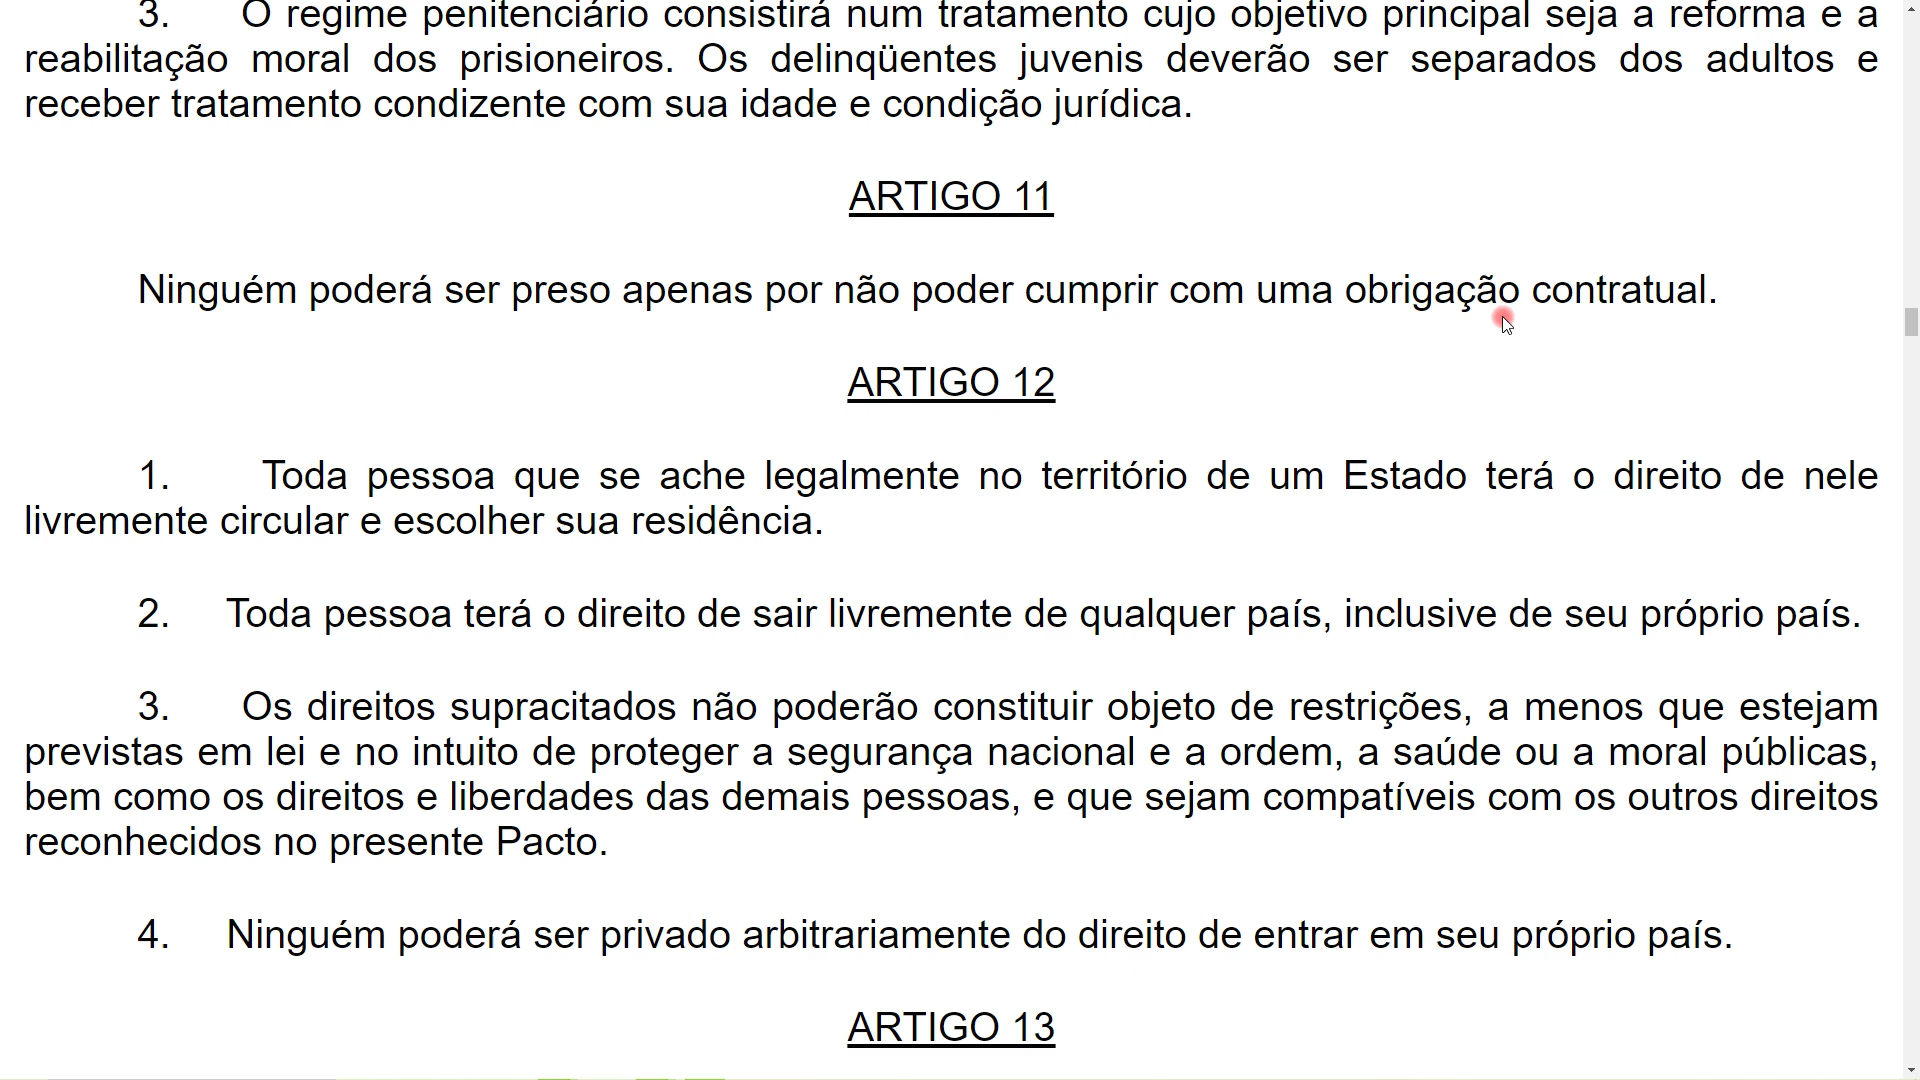 3. O regime penitenciário consistirá num tratamento cujo objetivo principal seja a reforma e a
reabilitação moral dos prisioneiros. Os delinqüentes juvenis deverão ser separados dos adultos e
receber tratamento condizente com sua idade e condição jurídica.
ARTIGO 11
Ninguém poderá ser preso apenas por não poder cumprir com uma obrigação contratual.
ARTIGO 12
1. Toda pessoa que se ache legalmente no território de um Estado terá o direito de nele
livremente circular e escolher sua residência.
2. Toda pessoa terá o direito de sair livremente de qualquer país, inclusive de seu próprio país.
3. Os direitos supracitados não poderão constituir objeto de restrições, a menos que estejam
previstas em lei e no intuito de proteger a segurança nacional e a ordem, a saúde ou a moral públicas,
bem como os direitos e liberdades das demais pessoas, e que sejam compatíveis com os outros direitos
reconhecidos no presente Pacto.
4. Ninguém poderá ser privado arbitrariamente do direito de entrar em seu próprio país.
ARTIGO 13